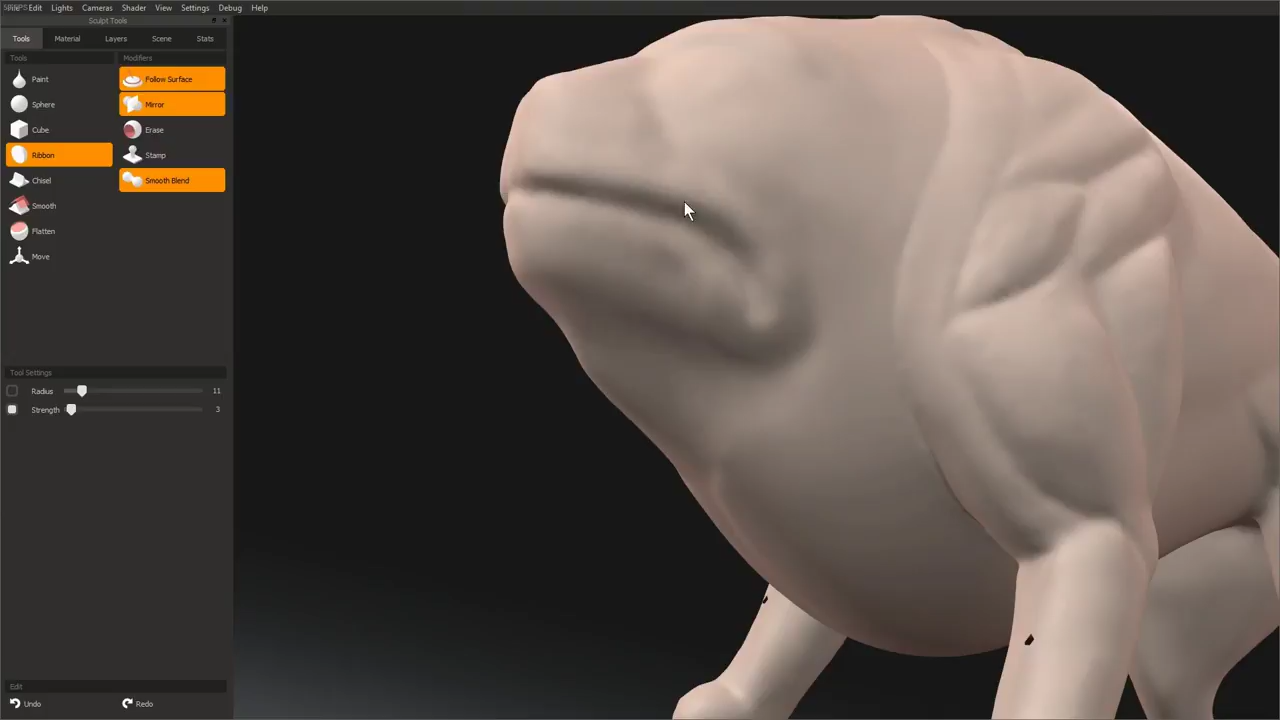 File Edit Lights Cameras Shader View Settings Debug Help
Sculpt Tools
Tools Material Layers Scene Stats
Tools Modifiers
Paint Follow Surface
Sphere Mirror
Cube Erase
Ribbon Stamp
Chisel Smooth Blend
Smooth
Flatten
Move
Tool Settings
Radius 11
Strength 3
Edit
Undo Redo